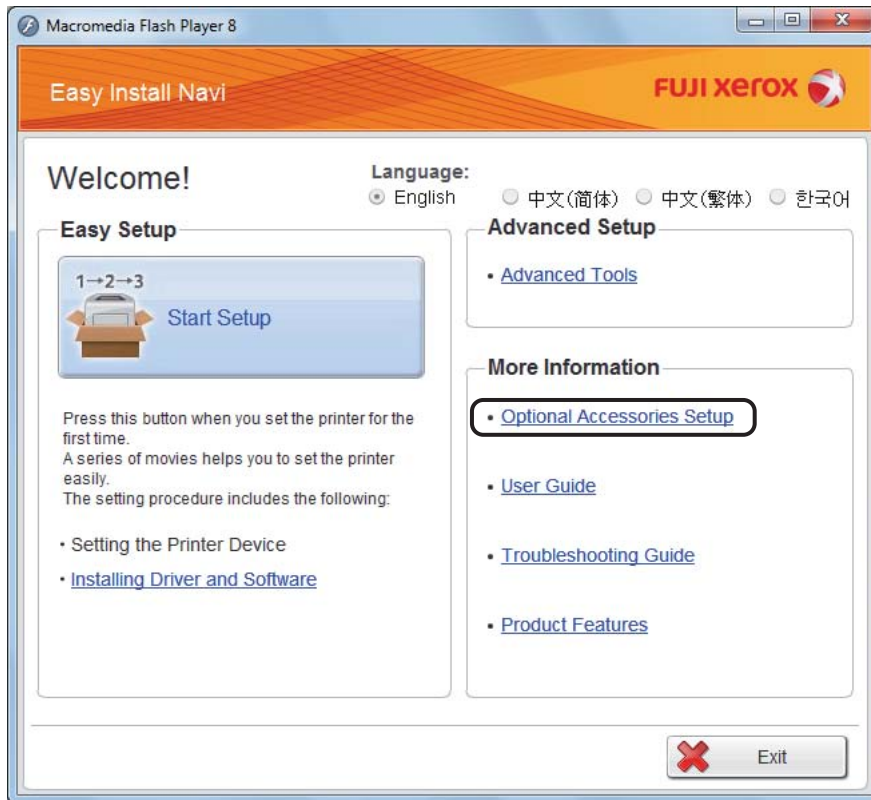 Macromedia Flash Player 8
Easy Install Navi
FUJI xerox
Welcome!
Language:
English
中文(简体)
中文(繁体)
한국어
Easy Setup
1→2→3
Start Setup
Press this button when you set the printer for the
first time.
A series of movies helps you to set the printer
easily.
The setting procedure includes the following:
• Setting the Printer Device
• Installing Driver and Software
Advanced Setup
• Advanced Tools
More Information
• Optional Accessories Setup
• User Guide
• Troubleshooting Guide
• Product Features
Exit